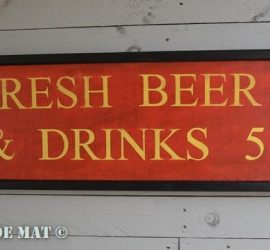 RESH BEER
& DRINKS 5
DE MAT ©